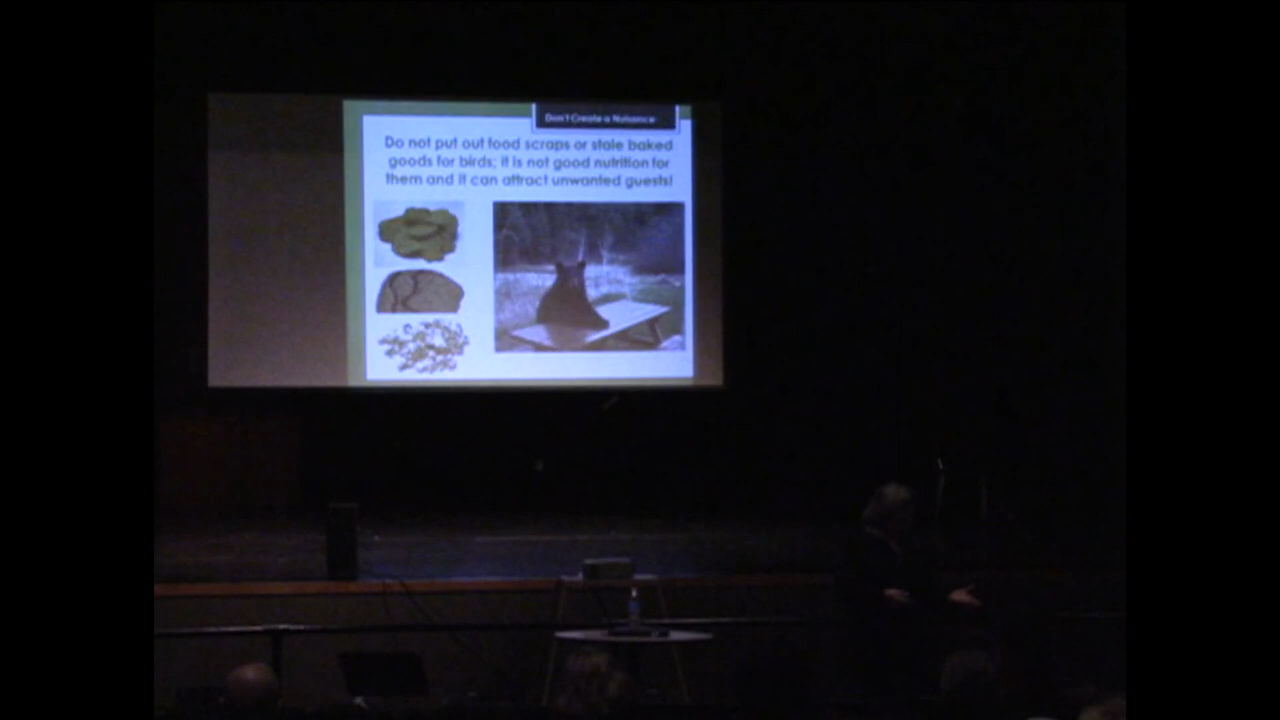 Don't Create a Nuisance
Do not put out food scraps or stale baked
goods for birds; it is not good nutrition for
them and it can attract unwanted guests!